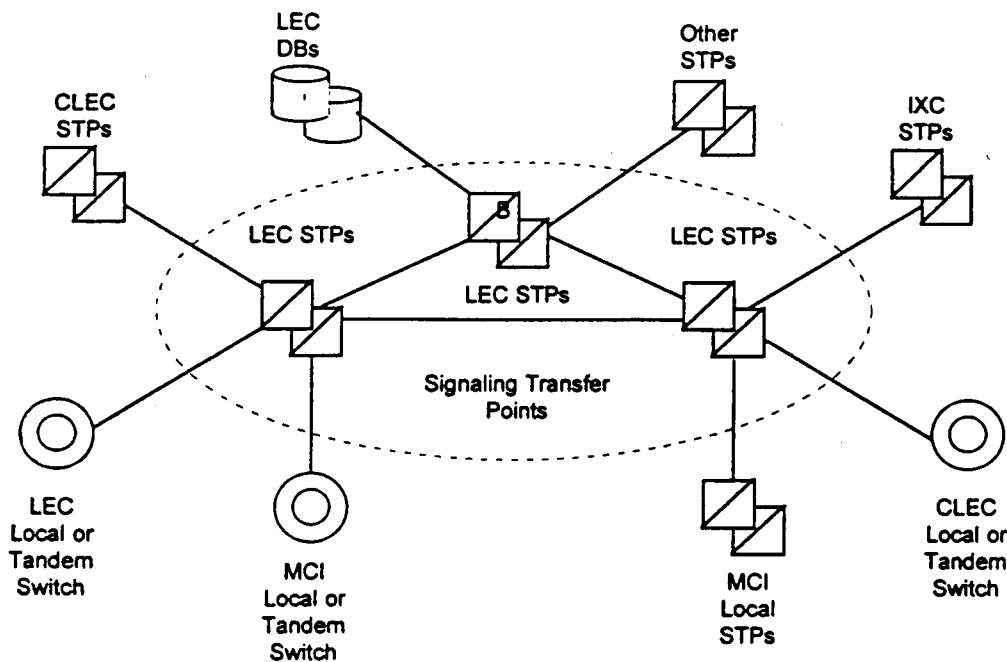 LEC
DBs
Other
STPs
CLEC
STPs
IXC
STPs
B
LEC STPs
LEC STPs
LEC STPs
Signaling Transfer
Points
LEC
Local or
Tandem
Switch
MCI
Local or
Tandem
Switch
MCI
Local
STPs
CLEC
Local or
Tandem
Switch